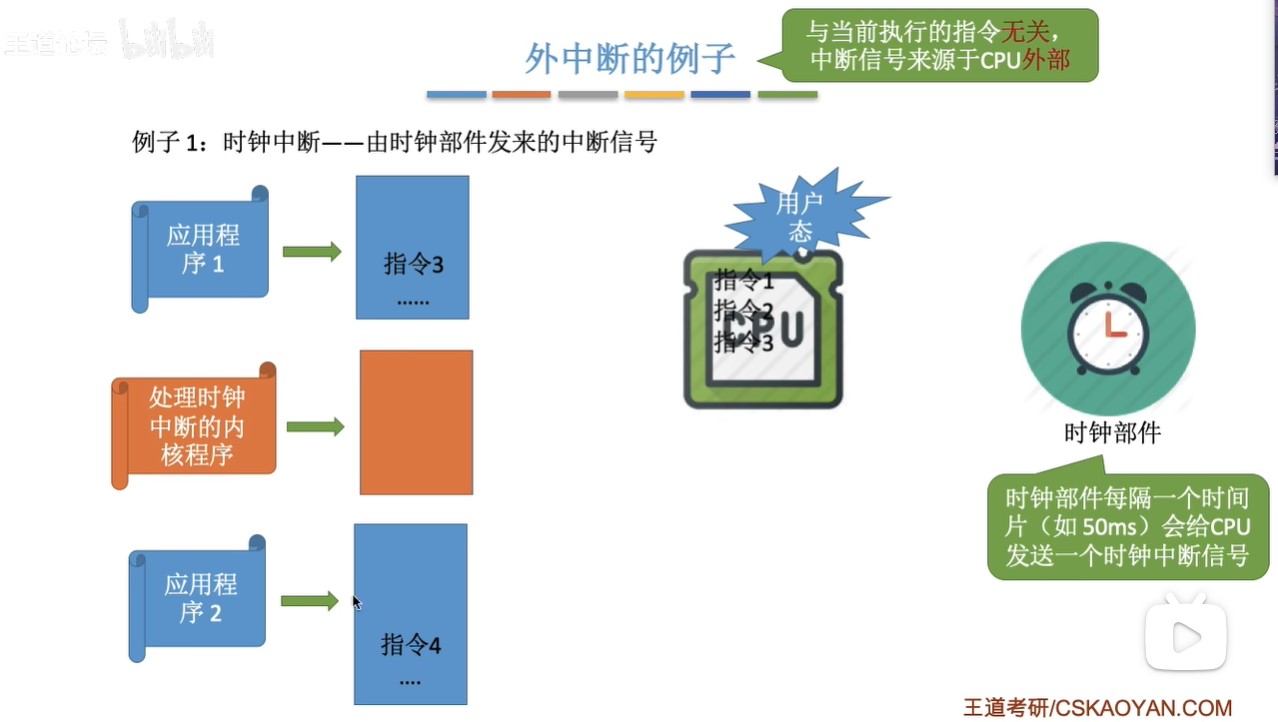 王道论坛 bilibili
外中断的例子
与当前执行的指令无关，
中断信号来源于CPU外部
例子1：时钟中断——由时钟部件发来的中断信号
应用程
序 1
指令3
……
用户
态
指令1
指令2
指令3
CPU
处理时钟
中断的内
核程序
时钟部件
时钟部件每隔一个时间
片（如 50ms）会给CPU
发送一个时钟中断信号
应用程
序 2
指令4
....
王道考研/CSKAOYAN.COM